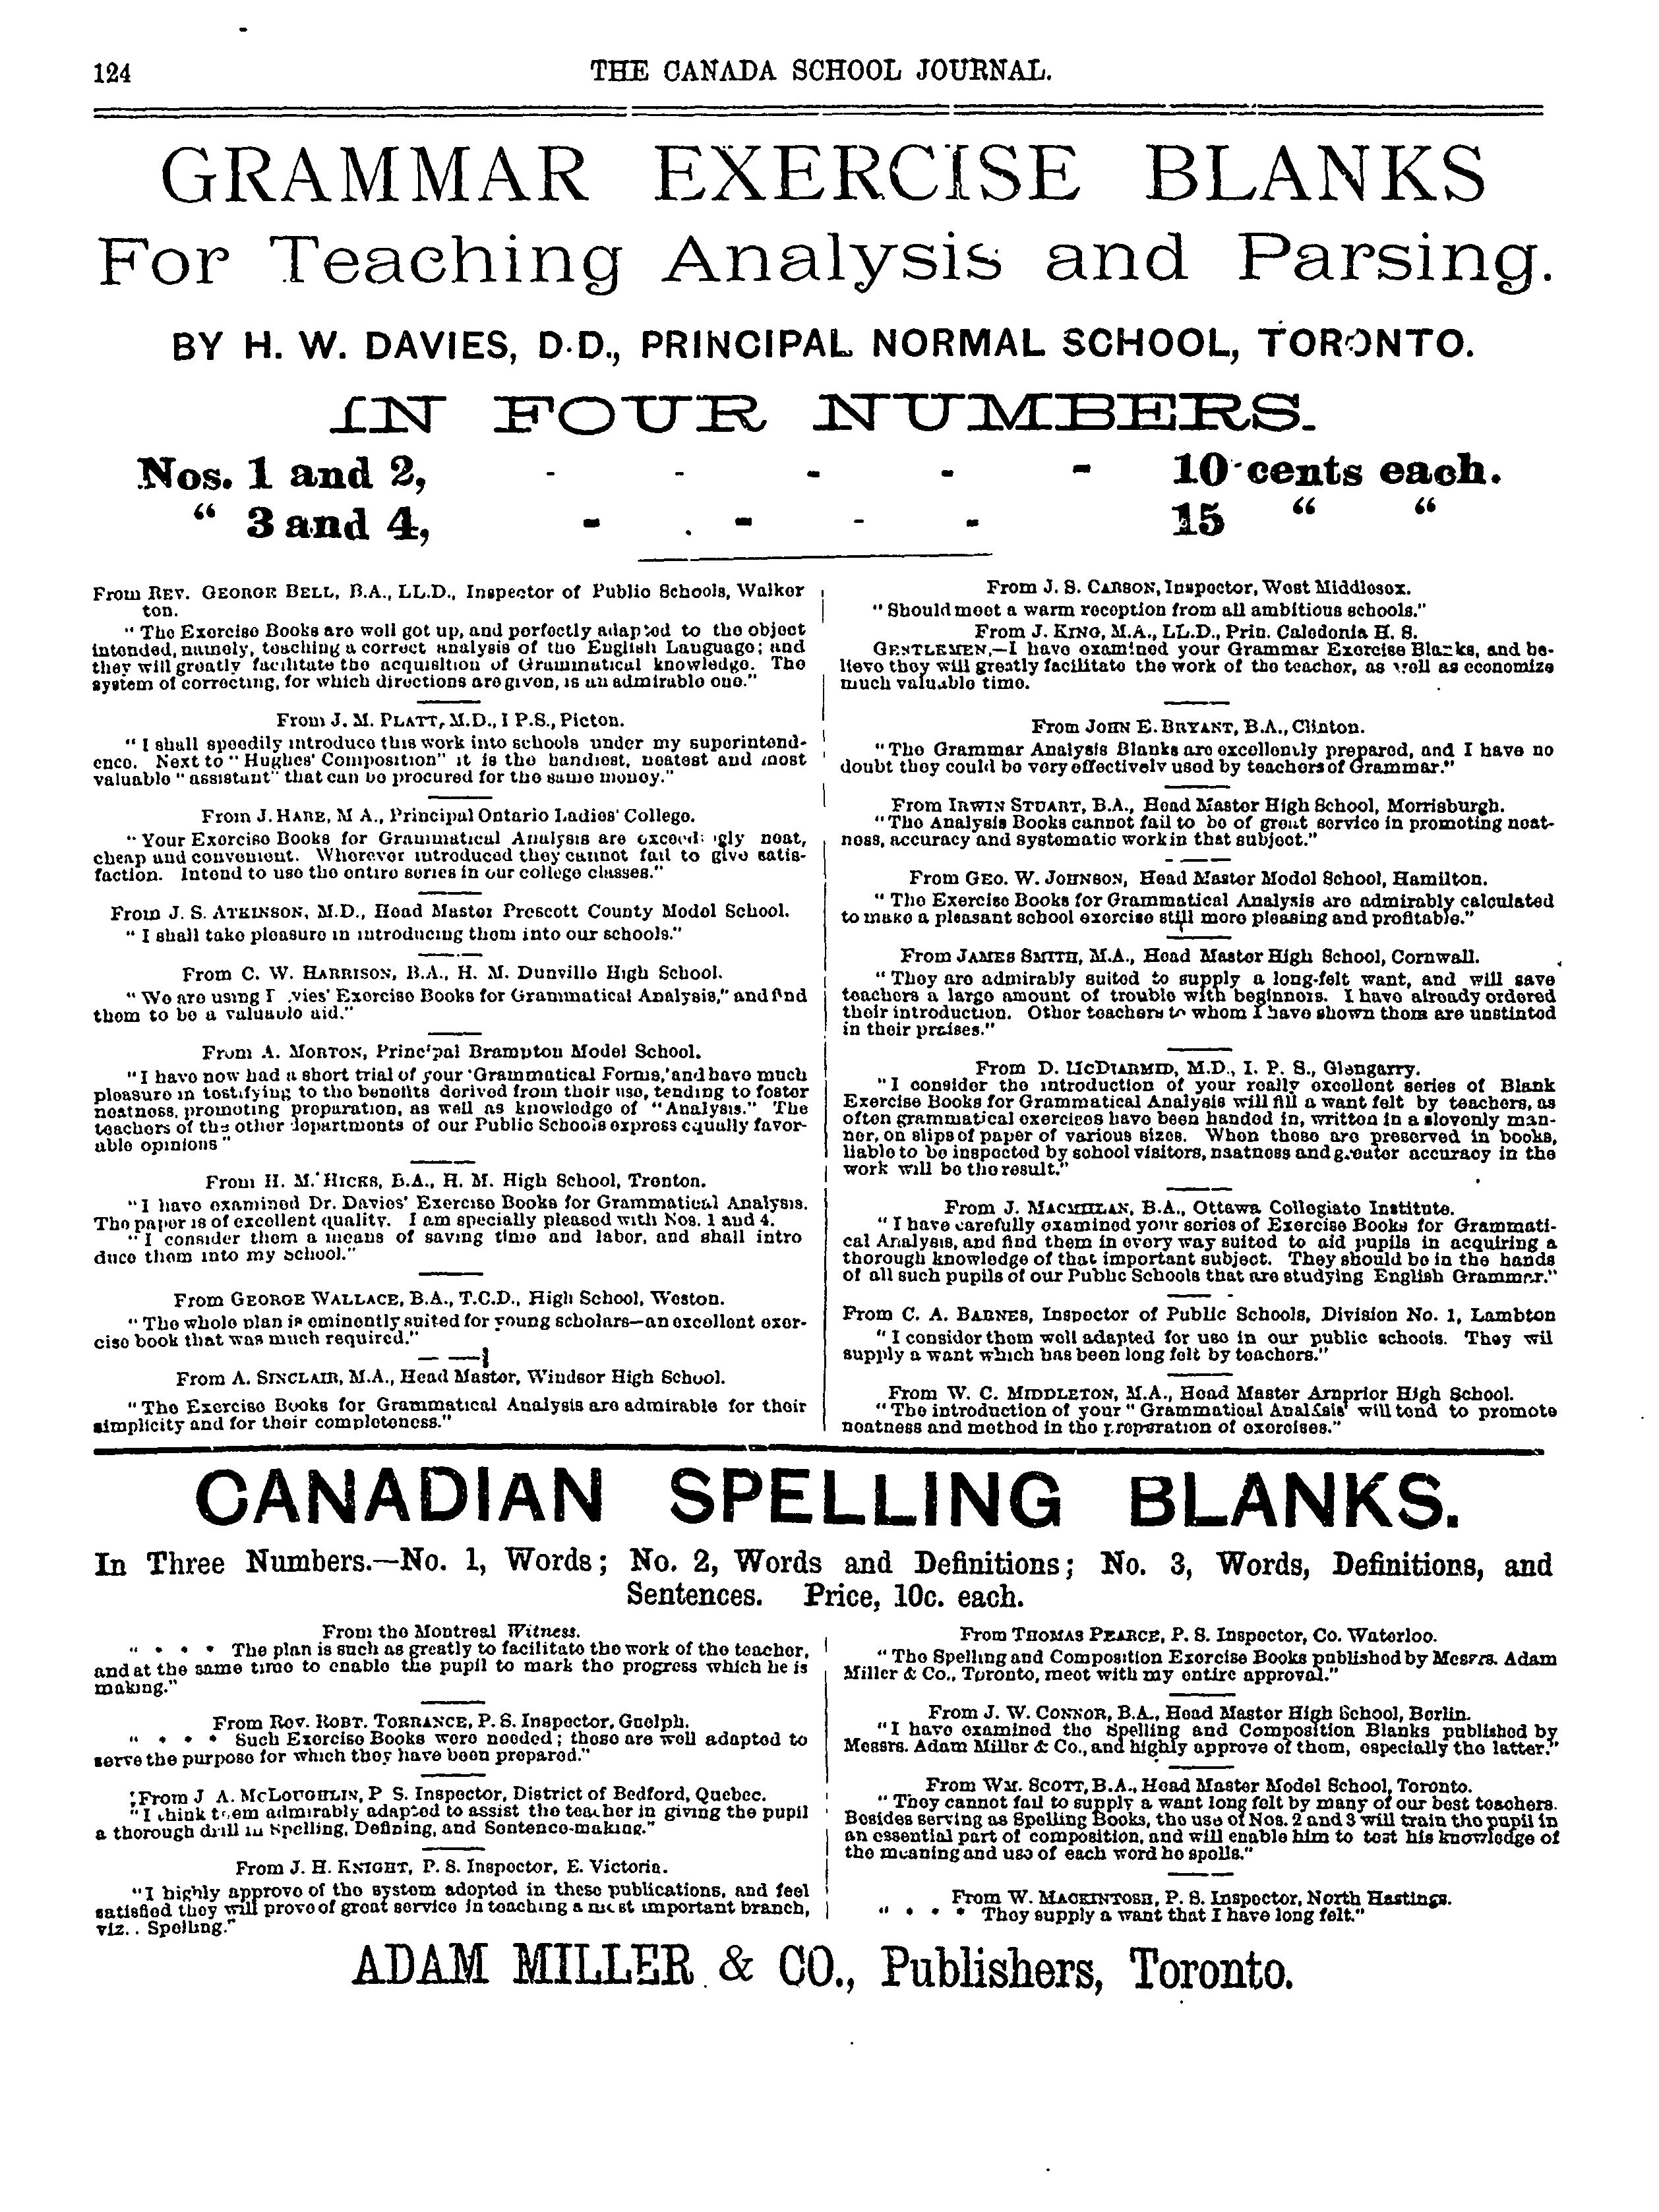 124
THE CANADA SCHOOL JOURNAL.
GRAMMAR EXERCISE BLANKS
For Teaching Analysis and Parsing.
BY H. W. DAVIES, D.D., PRINCIPAL NORMAL SCHOOL, TORONTO.
IN FOUR NUMBERS.
Nos. 1 and 2, - - - - - 10 cents each.
“ 3 and 4, - - - - 15 “ “
From REV. GEORGE BELL, B.A., LL.D., Inspector of Public Schools, Walker
ton.
“ The Exercise Books are well got up, and perfectly adapted to the object
intended, namely, teaching a correct analysis of the English Language; and
they will greatly facilitate the acquisition of Grammatical knowledge. The
system of correcting, for which directions are given, is an admirable one.”
From J. M. PLATT, M.D., I P.S., Picton.
“ I shall speedily introduce this work into schools under my superintend-
ence. Next to “ Hughes' Composition” it is the handiest, neatest and most
valuable “ assistant” that can be procured for the same money.”
From J. HARE, M A., Principal Ontario Ladies' College.
“ Your Exercise Books for Grammatical Analysis are exceedingly neat,
cheap and convenient. Wherever introduced they cannot fail to give satis-
faction. Intend to use the entire series in our college classes.”
From J. S. ATKINSON, M.D., Head Master Prescott County Model School.
“ I shall take pleasure in introducing them into our schools.”
From C. W. HARRISON, B.A., H. M. Dunville High School.
“ We are using Davies' Exercise Books for Grammatical Analysis,” and find
them to be a valuable aid.”
From A. MORTON, Principal Brampton Model School.
“I have now had a short trial of your 'Grammatical Forms,' and have much
pleasure in testifying to the benefits derived from their use, tending to foster
neatness, promoting preparation, as well as knowledge of “Analysis.” The
teachers of the other departments of our Public Schools express equally favor-
able opinions ”
From H. M. HICKS, B.A., H. M. High School, Trenton.
“I have examined Dr. Davies' Exercise Books for Grammatical Analysis.
The paper is of excellent quality. I am specially pleased with Nos. 1 and 4.
“I consider them a means of saving time and labor, and shall intro
duce them into my school.”
From GEORGE WALLACE, B.A., T.C.D., High School, Weston.
“ The whole plan is eminently suited for young scholars—an excellent exer-
cise book that was much required.”
From A. SINCLAIR, M.A., Head Master, Windsor High School.
“The Exercise Books for Grammatical Analysis are admirable for their
simplicity and for their completeness.”
From J. S. CARSON, Inspector, West Middlesex.
“ Should meet a warm reception from all ambitious schools.”
From J. KING, M.A., LL.D., Prin. Caledonia H. S.
GENTLEMEN,—I have examined your Grammar Exercise Blanks, and be-
lieve they will greatly facilitate the work of the teacher, as well as economize
much valuable time.
From JOHN E. BRYANT, B.A., Clinton.
“The Grammar Analysis Blanks are excellently prepared, and I have no
doubt they could be very effectively used by teachers of Grammar.”
From IRWIN STUART, B.A., Head Master High School, Morrisburgh.
“The Analysis Books cannot fail to be of great service in promoting neat-
ness, accuracy and systematic work in that subject.”
From GEO. W. JOHNSON, Head Master Model School, Hamilton.
“ The Exercise Books for Grammatical Analysis are admirably calculated
to make a pleasant school exercise still more pleasing and profitable.”
From JAMES SMITH, M.A., Head Master High School, Cornwall.
“ They are admirably suited to supply a long-felt want, and will save
teachers a large amount of trouble with beginners. I have already ordered
their introduction. Other teachers to whom I have shown them are unstinted
in their praises.”
From D. McDIARMID, M.D., I. P. S., Glengarry.
“I consider the introduction of your really excellent series of Blank
Exercise Books for Grammatical Analysis will fill a want felt by teachers, as
often grammatical exercises have been handed in, written in a slovenly man-
ner, on slips of paper of various sizes. When these are preserved in books,
liable to be inspected by school visitors, neatness and greater accuracy in the
work will be the result.”
From J. MACMILLAN, B.A., Ottawa Collegiate Institute.
“ I have carefully examined your series of Exercise Books for Grammati-
cal Analysis, and find them in every way suited to aid pupils in acquiring a
thorough knowledge of that important subject. They should be in the hands
of all such pupils of our Public Schools that are studying English Grammar.”
From C. A. BARNES, Inspector of Public Schools, Division No. 1, Lambton
“ I consider them well adapted for use in our public schools. They wil
supply a want which has been long felt by teachers.”
From W. C. MIDDLETON, M.A., Head Master Arnprior High School.
“ The introduction of your “ Grammatical Analysis' will tend to promote
neatness and method in the preparation of exercises.”
CANADIAN SPELLING BLANKS.
In Three Numbers.—No. 1, Words; No. 2, Words and Definitions; No. 3, Words, Definitions, and
Sentences. Price, 10c. each.
From the Montreal Witness.
“ * * * The plan is such as greatly to facilitate the work of the teacher,
and at the same time to enable the pupil to mark the progress which he is
making.”
From Rev. ROBT. TORRANCE, P. S. Inspector, Guelph.
“ * * * Such Exercise Books were needed; these are well adapted to
serve the purpose for which they have been prepared.”
From J A. McLOUGHLIN, P S. Inspector, District of Bedford, Quebec.
“I think them admirably adapted to assist the teacher in giving the pupil
a thorough drill in Spelling, Defining, and Sentence-making.”
From J. H. KNIGHT, P. S. Inspector, E. Victoria.
“I highly approve of the system adopted in these publications, and feel
satisfied they will prove of great service in teaching a most important branch,
viz.. Spelling.”
From THOMAS PEARCE, P. S. Inspector, Co. Waterloo.
“ The Spelling and Composition Exercise Books published by Messrs. Adam
Miller & Co., Toronto, meet with my entire approval.”
From J. W. CONNOR, B.A., Head Master High School, Berlin.
“I have examined the Spelling and Composition Blanks published by
Messrs. Adam Miller & Co., and highly approve of them, especially the latter.”
From WM. SCOTT, B.A., Head Master Model School, Toronto.
“ They cannot fail to supply a want long felt by many of our best teachers.
Besides serving as Spelling Books, the use of Nos. 2 and 3 will train the pupil in
an essential part of composition, and will enable him to test his knowledge of
the meaning and use of each word he spells.”
From W. MACKINTOSH, P. S. Inspector, North Hastings.
“ * * * They supply a want that I have long felt.”
ADAM MILLER & CO., Publishers, Toronto.